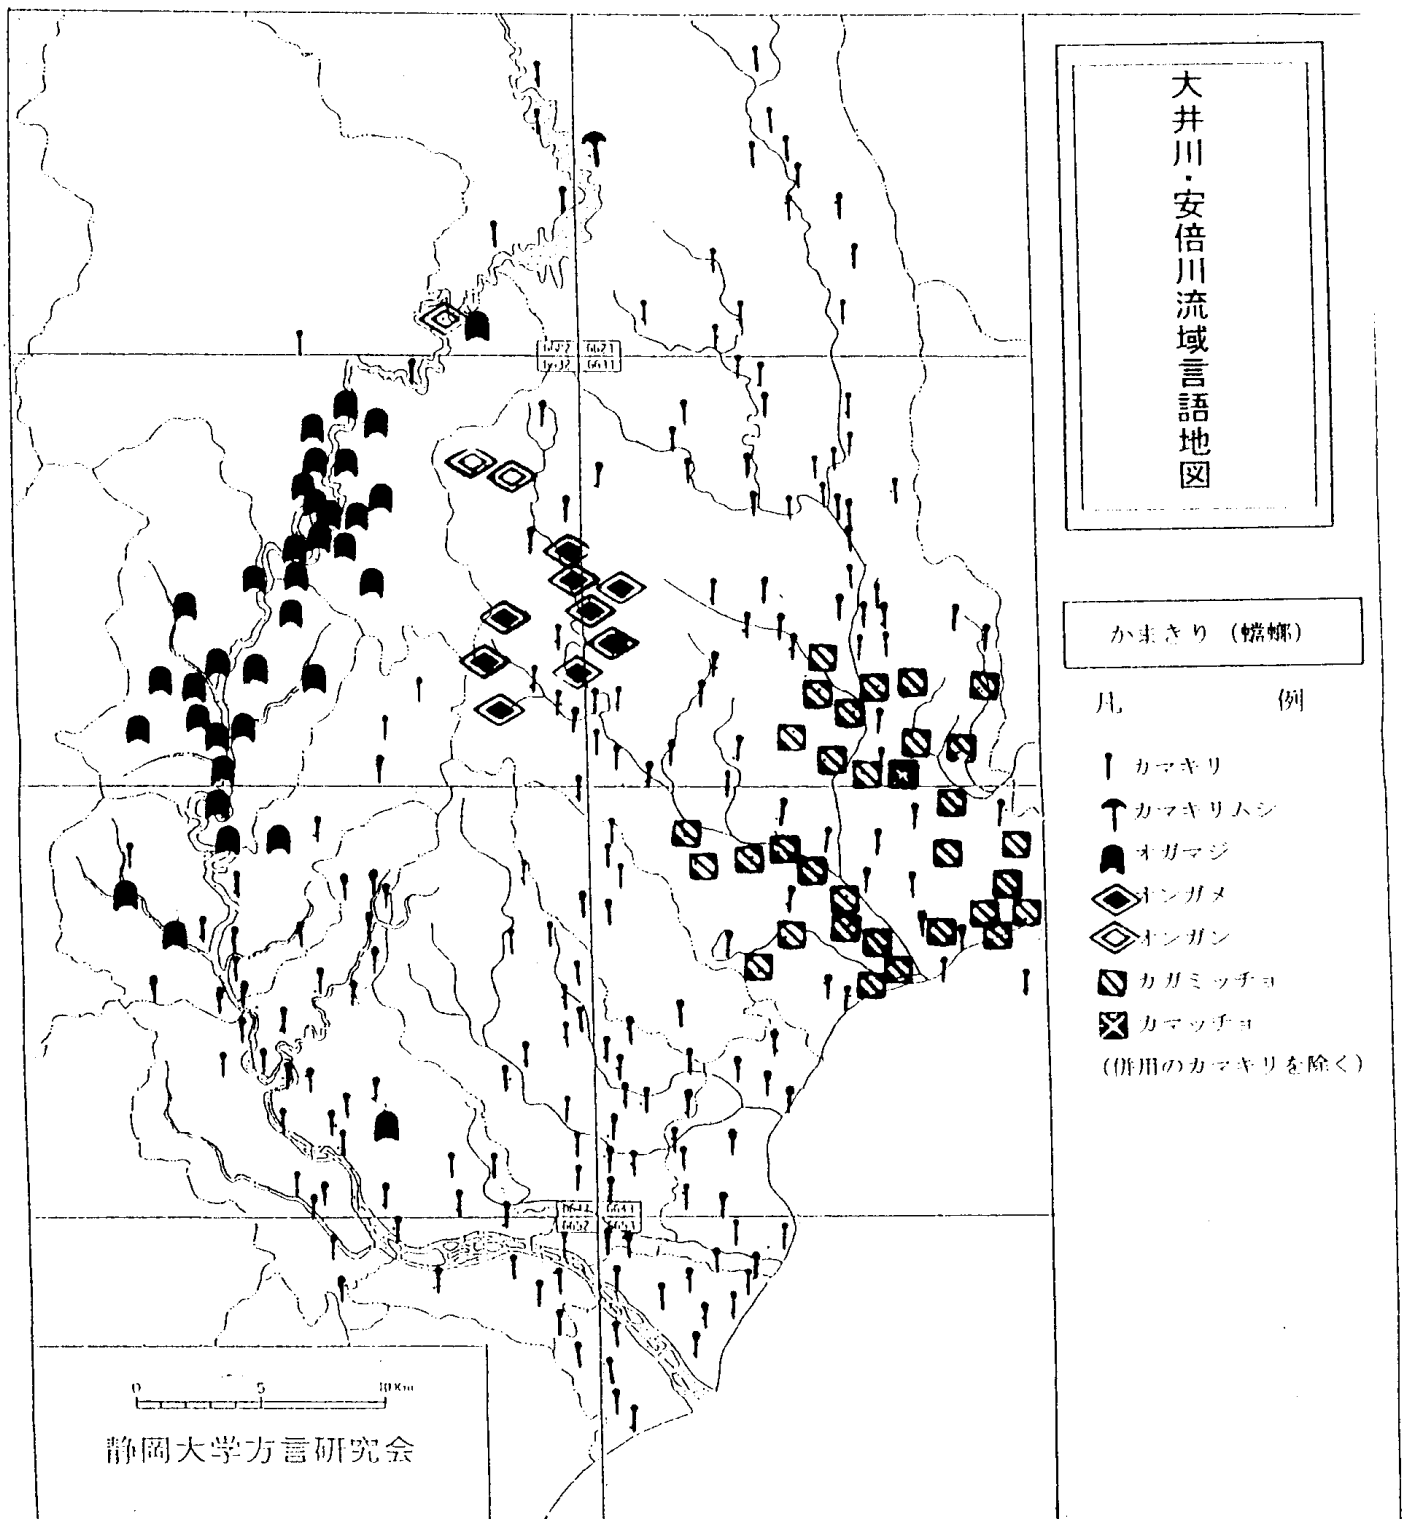 大井川・安倍川流域言語地図
かまきり（蟷螂）
凡　例
カマキリ
カマキリムシ
オガマジ
オンガメ
オンガン
カガミッチョ
カマッチョ
（併用のカマキリを除く）
0 5 10Km
静岡大学方言研究会